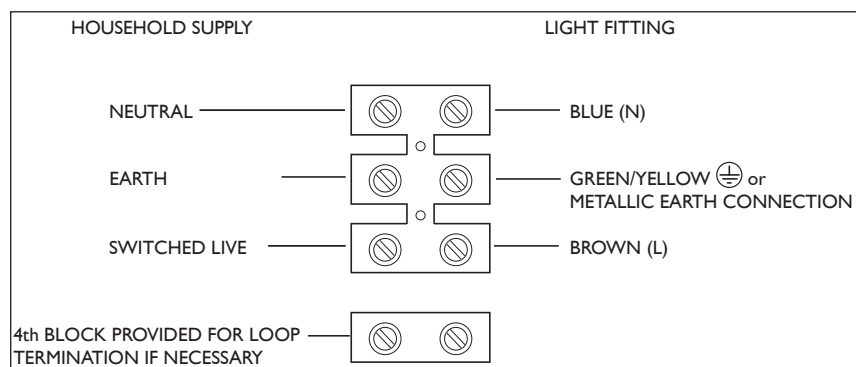 HOUSEHOLD SUPPLY
LIGHT FITTING
NEUTRAL
BLUE (N)
EARTH
GREEN/YELLOW ⏚ or
METALLIC EARTH CONNECTION
SWITCHED LIVE
BROWN (L)
4th BLOCK PROVIDED FOR LOOP
TERMINATION IF NECESSARY